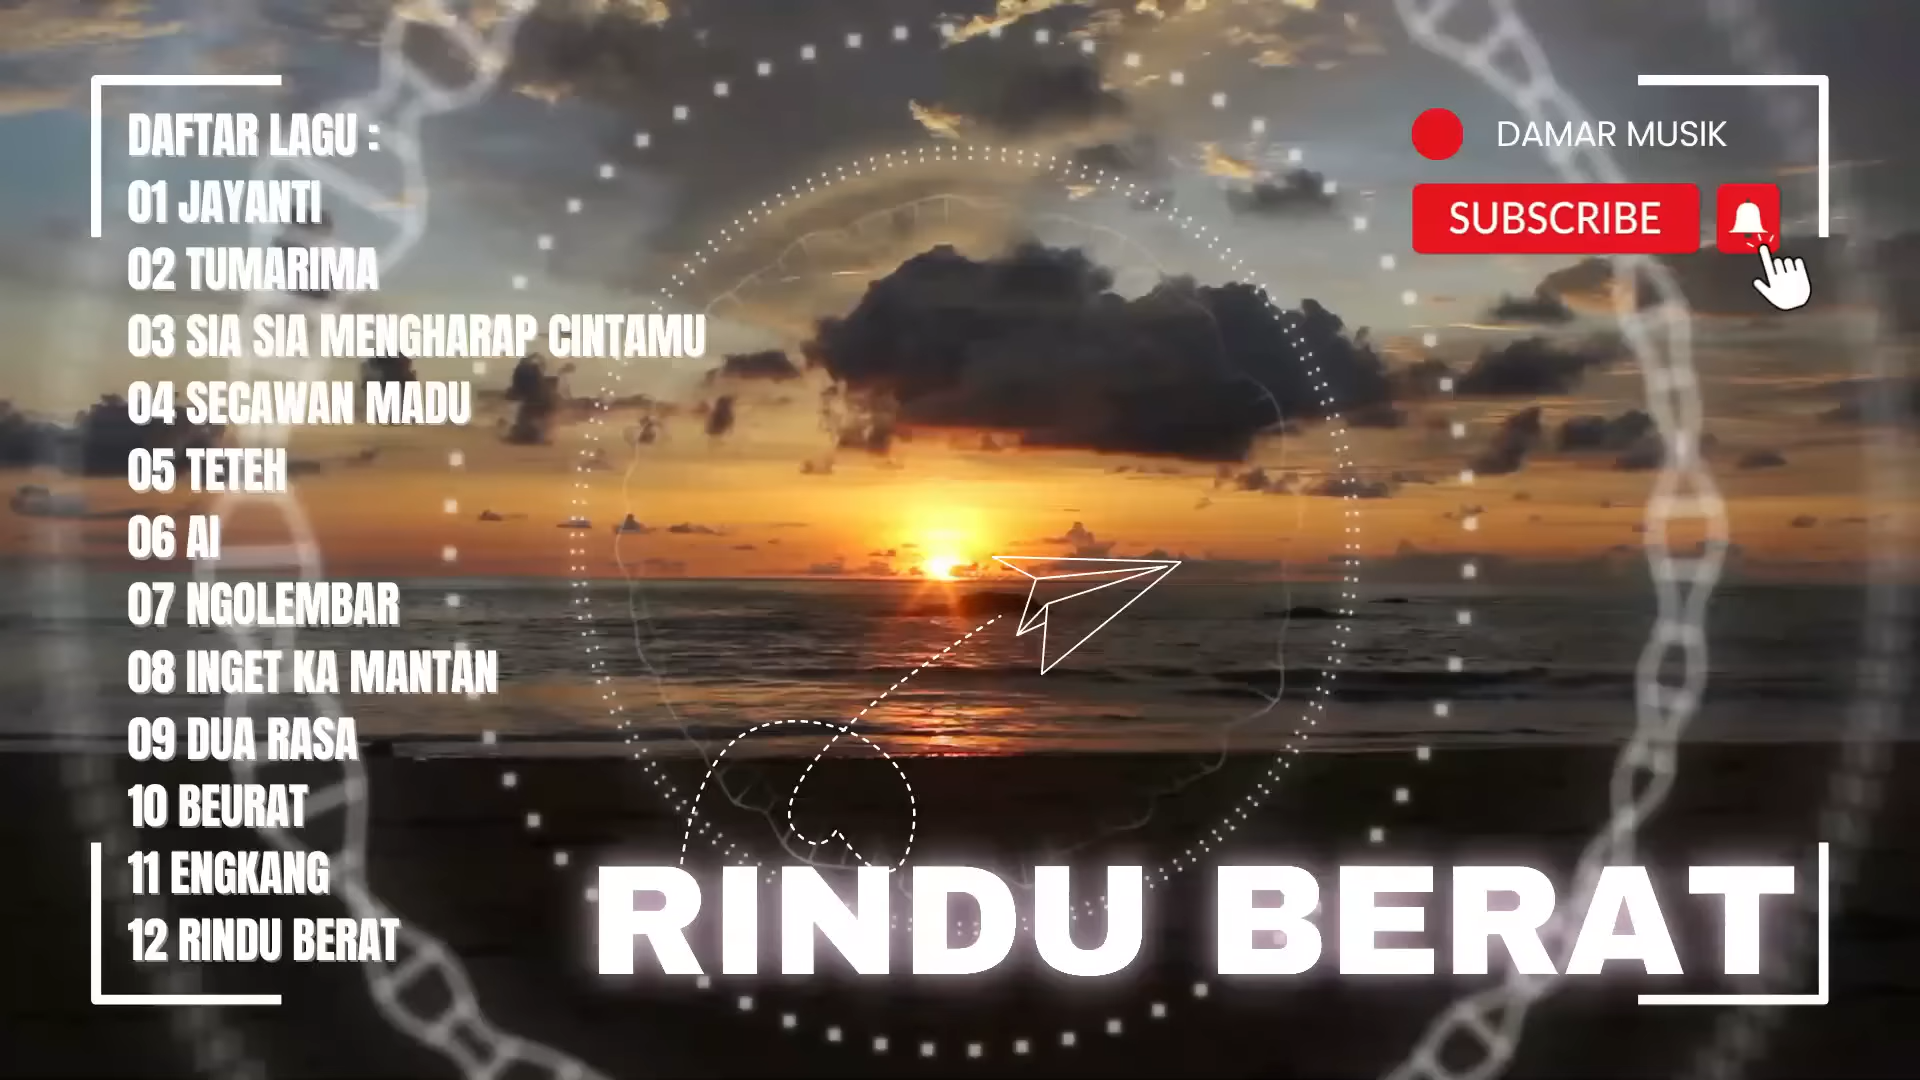 DAFTAR LAGU :
01 JAYANTI
02 TUMARIMA
03 SIA SIA MENGHARAP CINTAMU
04 SECAWAN MADU
05 TETEH
06 AI
07 NGOLEMBAR
08 INGET KA MANTAN
09 DUA RASA
10 BEURAT
11 ENGKANG
12 RINDU BERAT
DAMAR MUSIK
SUBSCRIBE
RINDU BERAT